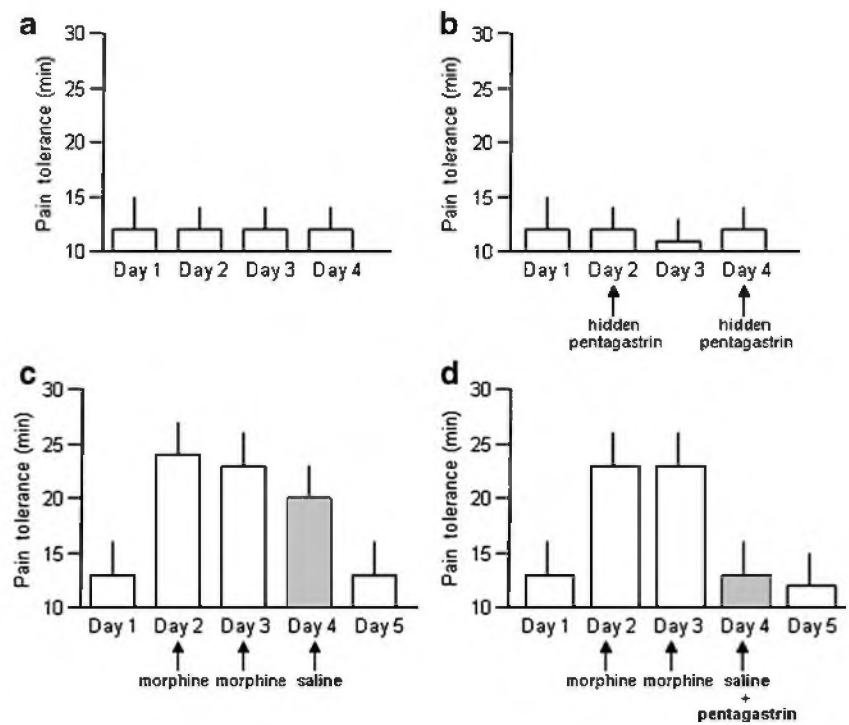 a
Pain tolerance (min)
30
25
20
15
10
Day 1 Day 2 Day 3 Day 4
b
Pain tolerance (min)
30
25
20
15
10
Day 1 Day 2 Day 3 Day 4
hidden
pentagastrin
hidden
pentagastrin
c
Pain tolerance (min)
30
25
20
15
10
Day 1 Day 2 Day 3 Day 4 Day 5
morphine morphine saline
d
Pain tolerance (min)
30
25
20
15
10
Day 1 Day 2 Day 3 Day 4 Day 5
morphine morphine saline
+
pentagastrin